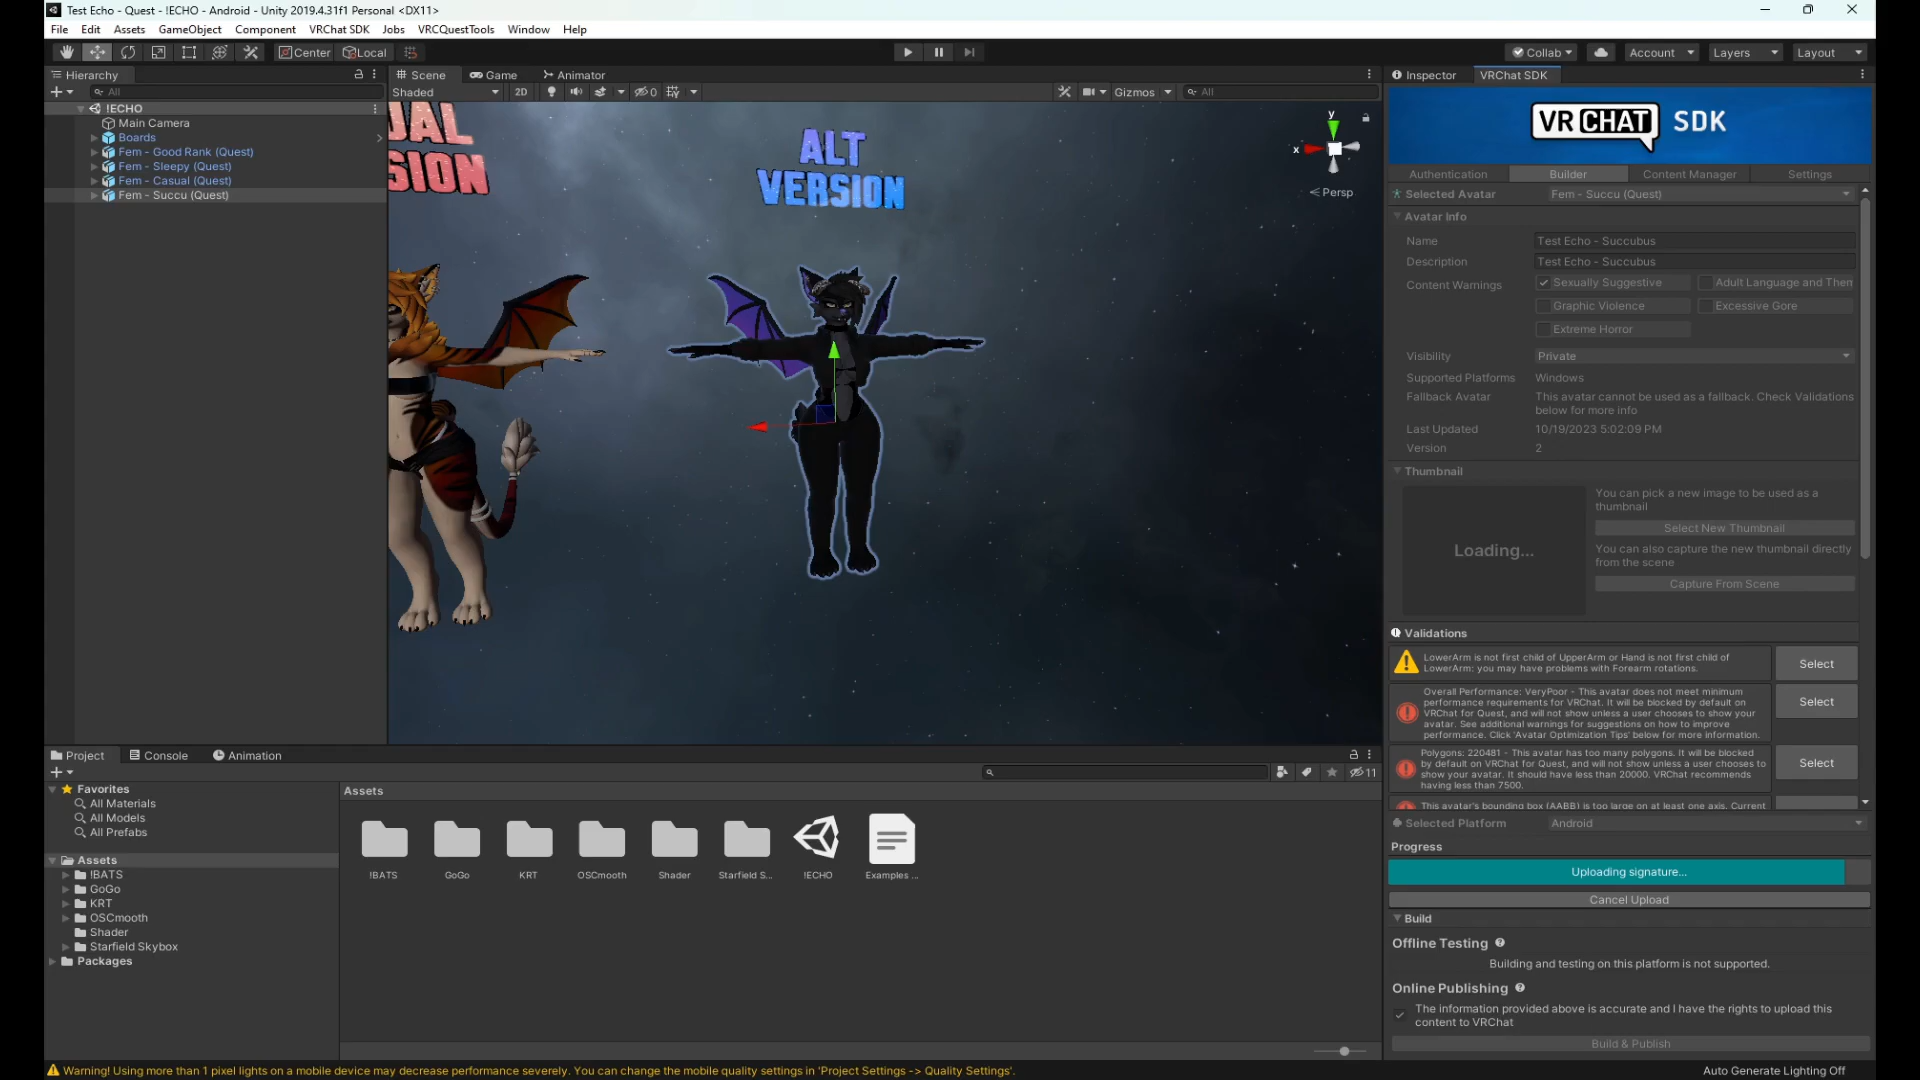 Test Echo - Quest - !ECHO - Android - Unity 2019.4.31f1 Personal <DX11>
File Edit Assets GameObject Component VRChat SDK Jobs VRCQuestTools Window Help
Center Local Collab Account Layers Layout
Hierarchy
All
!ECHO
Main Camera
Boards
Fem - Good Rank (Quest)
Fem - Sleepy (Quest)
Fem - Casual (Quest)
Fem - Succu (Quest)
Scene Game Animator
Shaded 2D 0 Gizmos All
ALT
VERSION
y
x
Persp
Inspector VRChat SDK
VRCHAT SDK
Authentication Builder Content Manager Settings
Selected Avatar Fem - Succu (Quest)
Avatar Info
Name Test Echo - Succubus
Description Test Echo - Succubus
Content Warnings Sexually Suggestive Adult Language and Them
Graphic Violence Excessive Gore
Extreme Horror
Visibility Private
Supported Platforms Windows
Fallback Avatar This avatar cannot be used as a fallback. Check Validations
below for more info
Last Updated 10/19/2023 5:02:09 PM
Version 2
Thumbnail
Loading...
You can pick a new image to be used as a
thumbnail
Select New Thumbnail
You can also capture the new thumbnail directly
from the scene
Capture From Scene
Validations
LowerArm is not first child of UpperArm or Hand is not first child of
LowerArm: you may have problems with Forearm rotations.
Select
Overall Performance: VeryPoor - This avatar does not meet minimum
performance requirements for VRChat. It will be blocked by default on
VRChat for Quest, and will not show unless a user chooses to show your
avatar. See additional warnings for suggestions on how to improve
performance. Click 'Avatar Optimization Tips' below for more information.
Select
Polygons: 220481 - This avatar has too many polygons. It will be blocked
by default on VRChat for Quest, and will not show unless a user chooses to
show your avatar. It should have less than 20000. VRChat recommends
having less than 7500.
Select
This avatar's bounding box (AABB) is too large on at least one axis. Current
Selected Platform Android
Progress
Uploading signature...
Cancel Upload
Build
Offline Testing
Building and testing on this platform is not supported.
Online Publishing
The information provided above is accurate and I have the rights to upload this
content to VRChat
Build & Publish
Project Console Animation
11
Favorites
All Materials
All Models
All Prefabs
Assets
!BATS
GoGo
KRT
OSCmooth
Shader
Starfield Skybox
Packages
Assets
!BATS GoGo KRT OSCmooth Shader Starfield S... !ECHO Examples ...
Warning! Using more than 1 pixel lights on a mobile device may decrease performance severely. You can change the mobile quality settings in 'Project Settings -> Quality Settings'.
Auto Generate Lighting Off